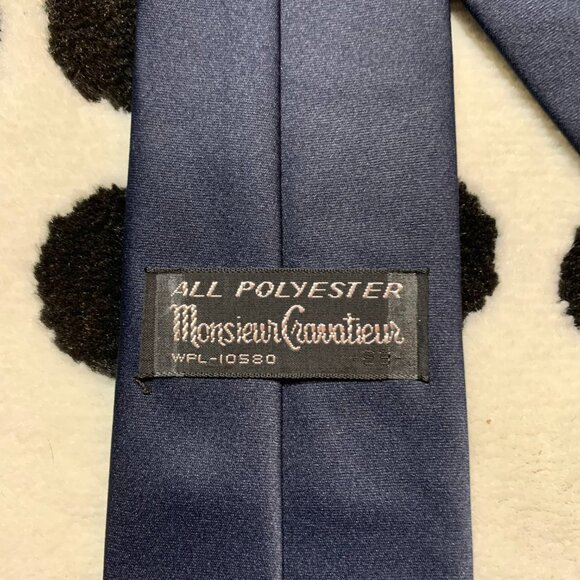 ALL POLYESTER
Monsieur Cravatieur
WPL-10580